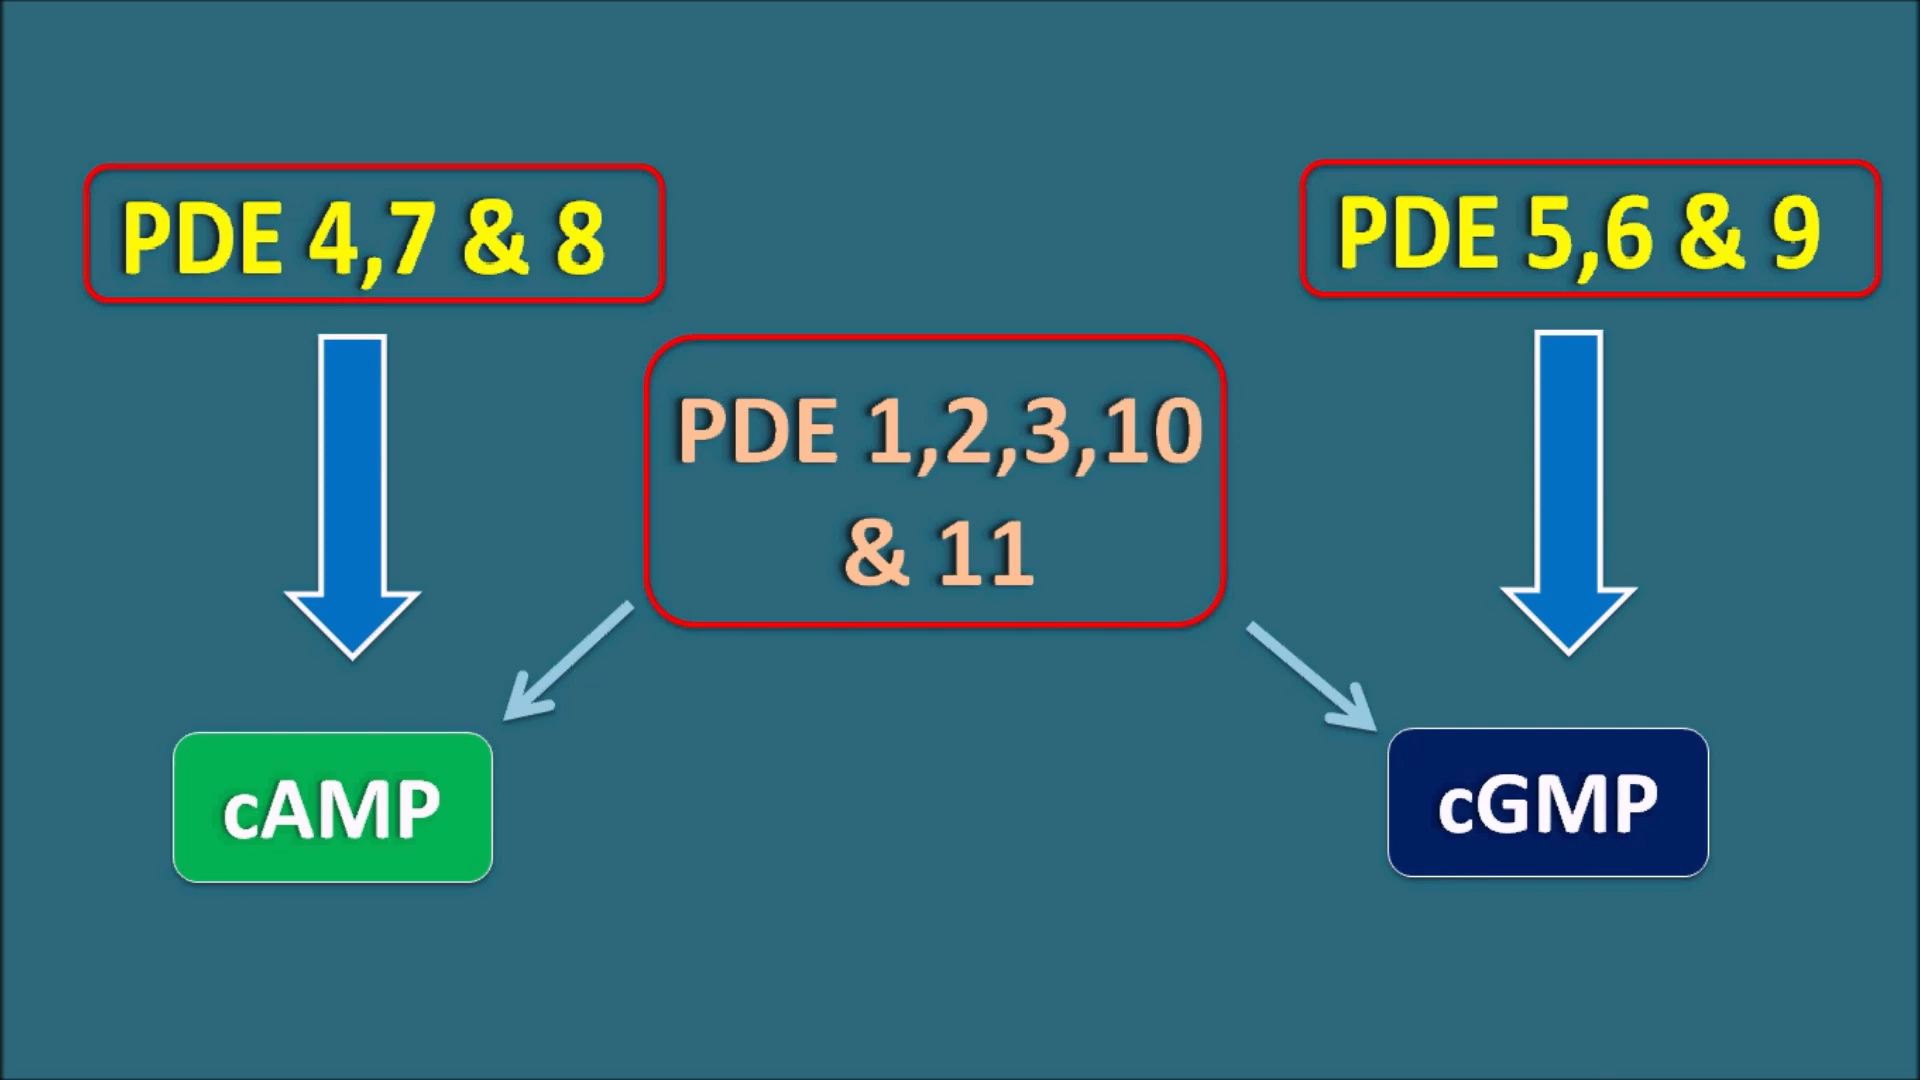 PDE 4,7 & 8
PDE 5,6 & 9
PDE 1,2,3,10
& 11
cAMP
cGMP